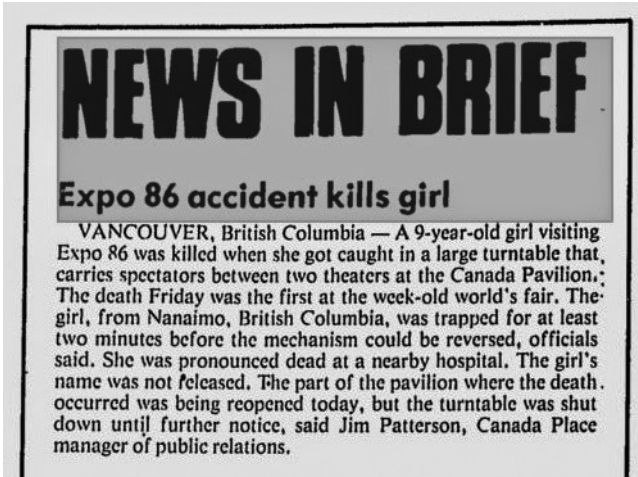 NEWS IN BRIEF
Expo 86 accident kills girl
VANCOUVER, British Columbia — A 9-year-old girl visiting
Expo 86 was killed when she got caught in a large turntable that
carries spectators between two theaters at the Canada Pavilion.
The death Friday was the first at the week-old world's fair. The
girl, from Nanaimo, British Columbia, was trapped for at least
two minutes before the mechanism could be reversed, officials
said. She was pronounced dead at a nearby hospital. The girl's
name was not released. The part of the pavilion where the death
occurred was being reopened today, but the turntable was shut
down until further notice, said Jim Patterson, Canada Place
manager of public relations.